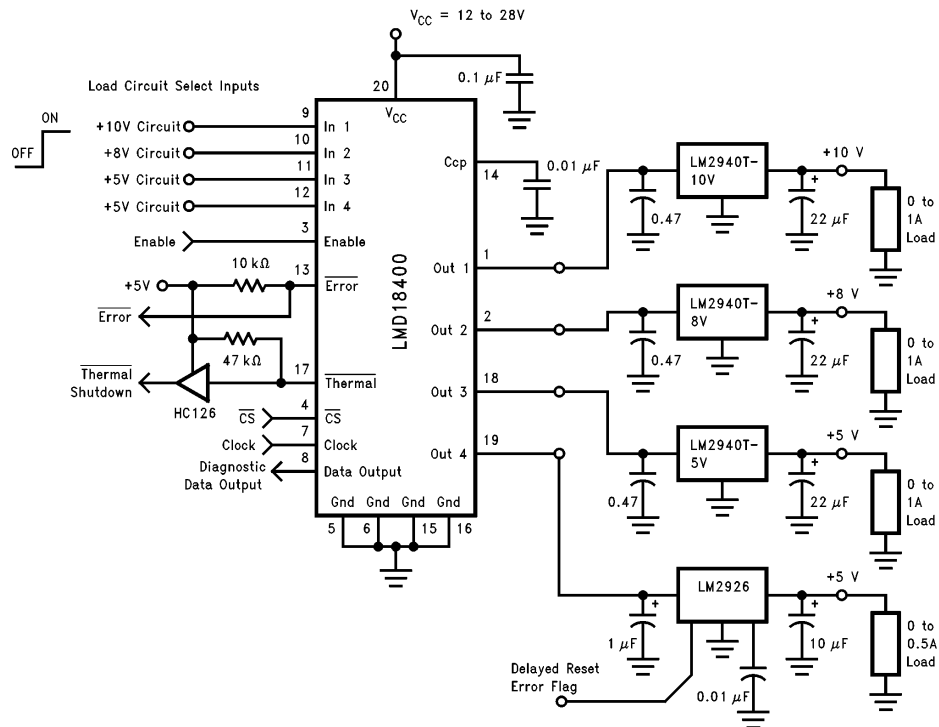 V_CC = 12 to 28V
0.1 μF
20
V_CC
Load Circuit Select Inputs
ON
OFF
+10V Circuit
9
In 1
+8V Circuit
10
In 2
+5V Circuit
11
In 3
+5V Circuit
12
In 4
Enable
3
Enable
10 kΩ
13
+5V
Error
Error
47 kΩ
17
Thermal
Shutdown
Thermal
HC126
CS
4
CS
Clock
7
Clock
Diagnostic
Data Output
8
Data Output
Gnd Gnd Gnd Gnd
5 6 15 16
LMD18400
Ccp
14
0.01 μF
Out 1
1
Out 2
2
Out 3
18
Out 4
19
0.47
LM2940T-
10V
+10 V
+
22 μF
0 to
1A
Load
0.47
LM2940T-
8V
+8 V
+
22 μF
0 to
1A
Load
0.47
LM2940T-
5V
+5 V
+
22 μF
0 to
1A
Load
+
1 μF
LM2926
+5 V
+
10 μF
0 to
0.5A
Load
Delayed Reset
Error Flag
0.01 μF